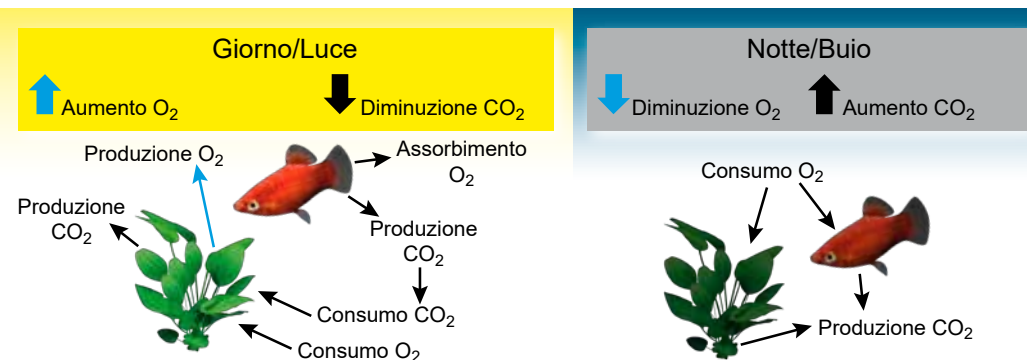 Giorno/Luce
Aumento O₂
Diminuzione CO₂
Produzione O₂
Assorbimento
O₂
Produzione
CO₂
Produzione
CO₂
Consumo CO₂
Consumo O₂
Notte/Buio
Diminuzione O₂
Aumento CO₂
Consumo O₂
Produzione CO₂